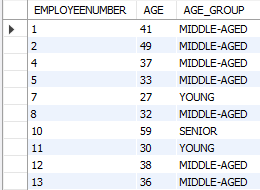 EMPLOYEENUMBER AGE AGE_GROUP
1 41 MIDDLE-AGED
2 49 MIDDLE-AGED
4 37 MIDDLE-AGED
5 33 MIDDLE-AGED
7 27 YOUNG
8 32 MIDDLE-AGED
10 59 SENIOR
11 30 YOUNG
12 38 MIDDLE-AGED
13 36 MIDDLE-AGED